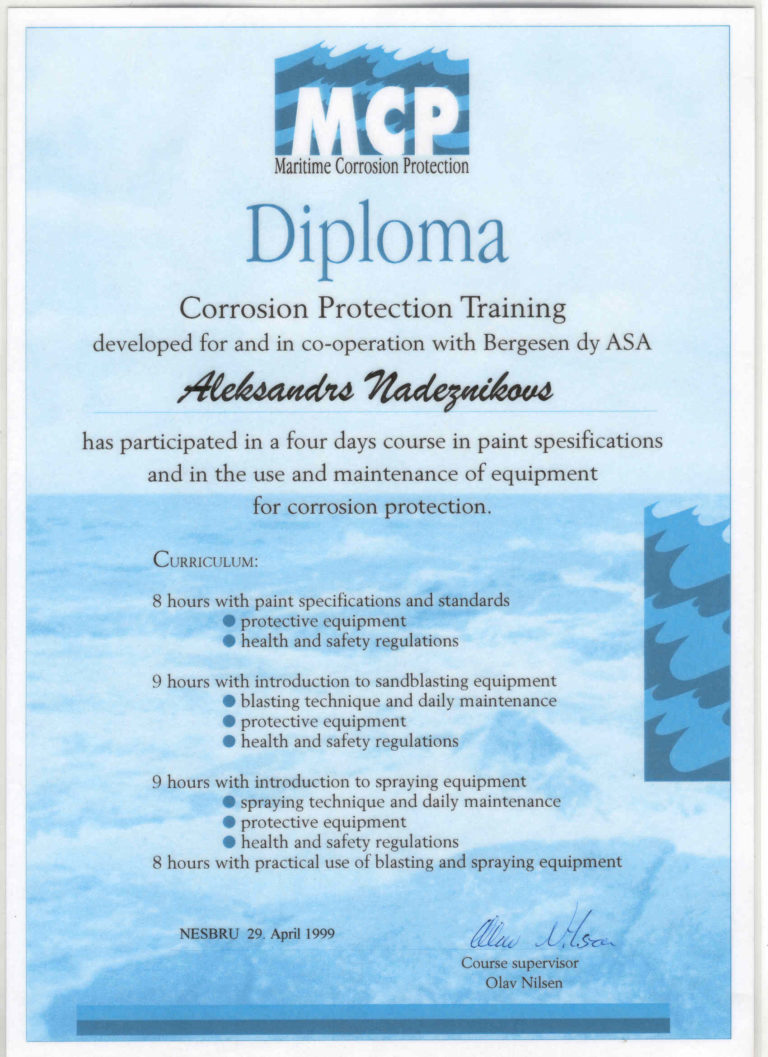 MCP
Maritime Corrosion Protection
Diploma
Corrosion Protection Training
developed for and in co-operation with Bergesen dy ASA
Aleksandrs Nadeznikovs
has participated in a four days course in paint spesifications
and in the use and maintenance of equipment
for corrosion protection.
CURRICULUM:
8 hours with paint specifications and standards
● protective equipment
● health and safety regulations
9 hours with introduction to sandblasting equipment
● blasting technique and daily maintenance
● protective equipment
● health and safety regulations
9 hours with introduction to spraying equipment
● spraying technique and daily maintenance
● protective equipment
● health and safety regulations
8 hours with practical use of blasting and spraying equipment
NESBRU 29. April 1999
Olav Nilsen
Course supervisor
Olav Nilsen